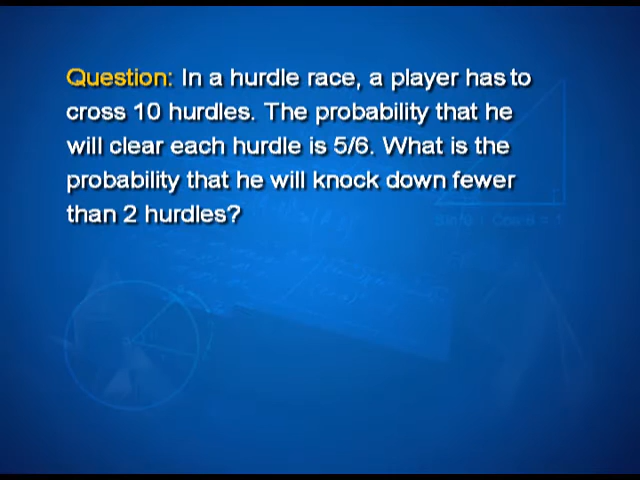 Question: In a hurdle race, a player has to
cross 10 hurdles. The probability that he
will clear each hurdle is 5/6. What is the
probability that he will knock down fewer
than 2 hurdles?